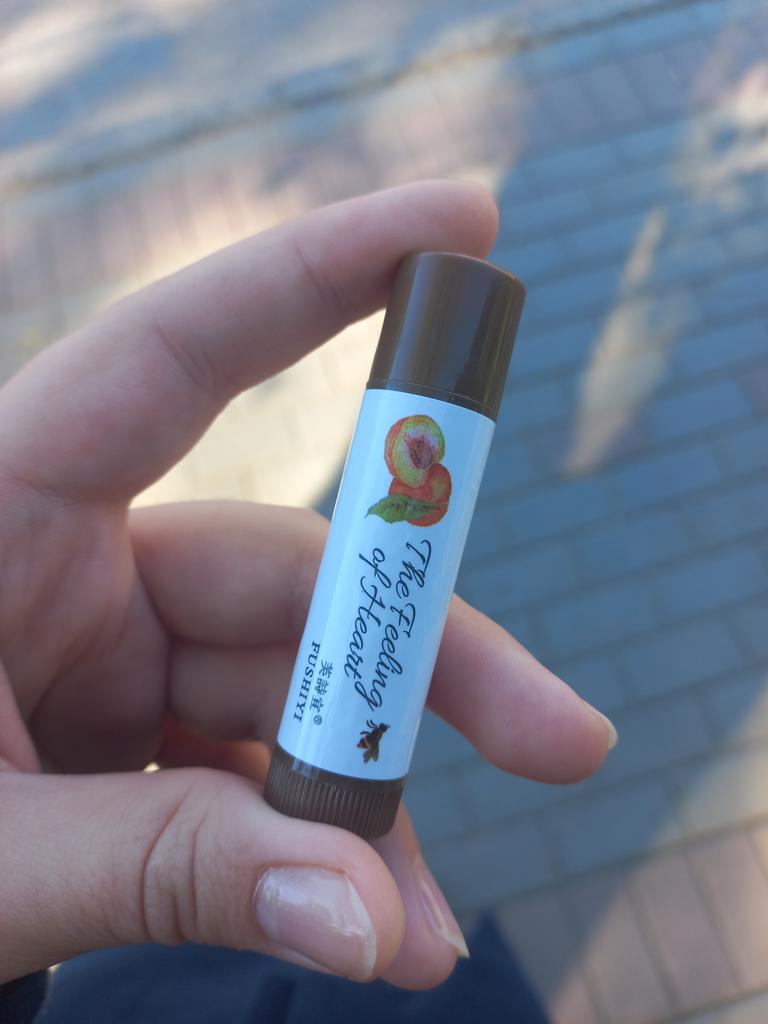 The Feeling
of Heart
FUSHIYI